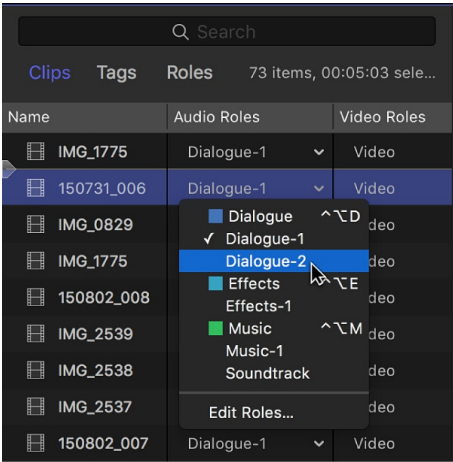 Search
Clips Tags Roles 73 items, 00:05:03 sele...
Name Audio Roles Video Roles
IMG_1775 Dialogue-1 Video
150731_006 Dialogue-1 Video
IMG_0829 deo
IMG_1775 deo
150802_008 deo
IMG_2539 deo
IMG_2538 deo
IMG_2537 deo
150802_007 Dialogue-1 Video
Dialogue ^⌥D
✓ Dialogue-1
Dialogue-2
Effects ^⌥E
Effects-1
Music ^⌥M
Music-1
Soundtrack
Edit Roles...